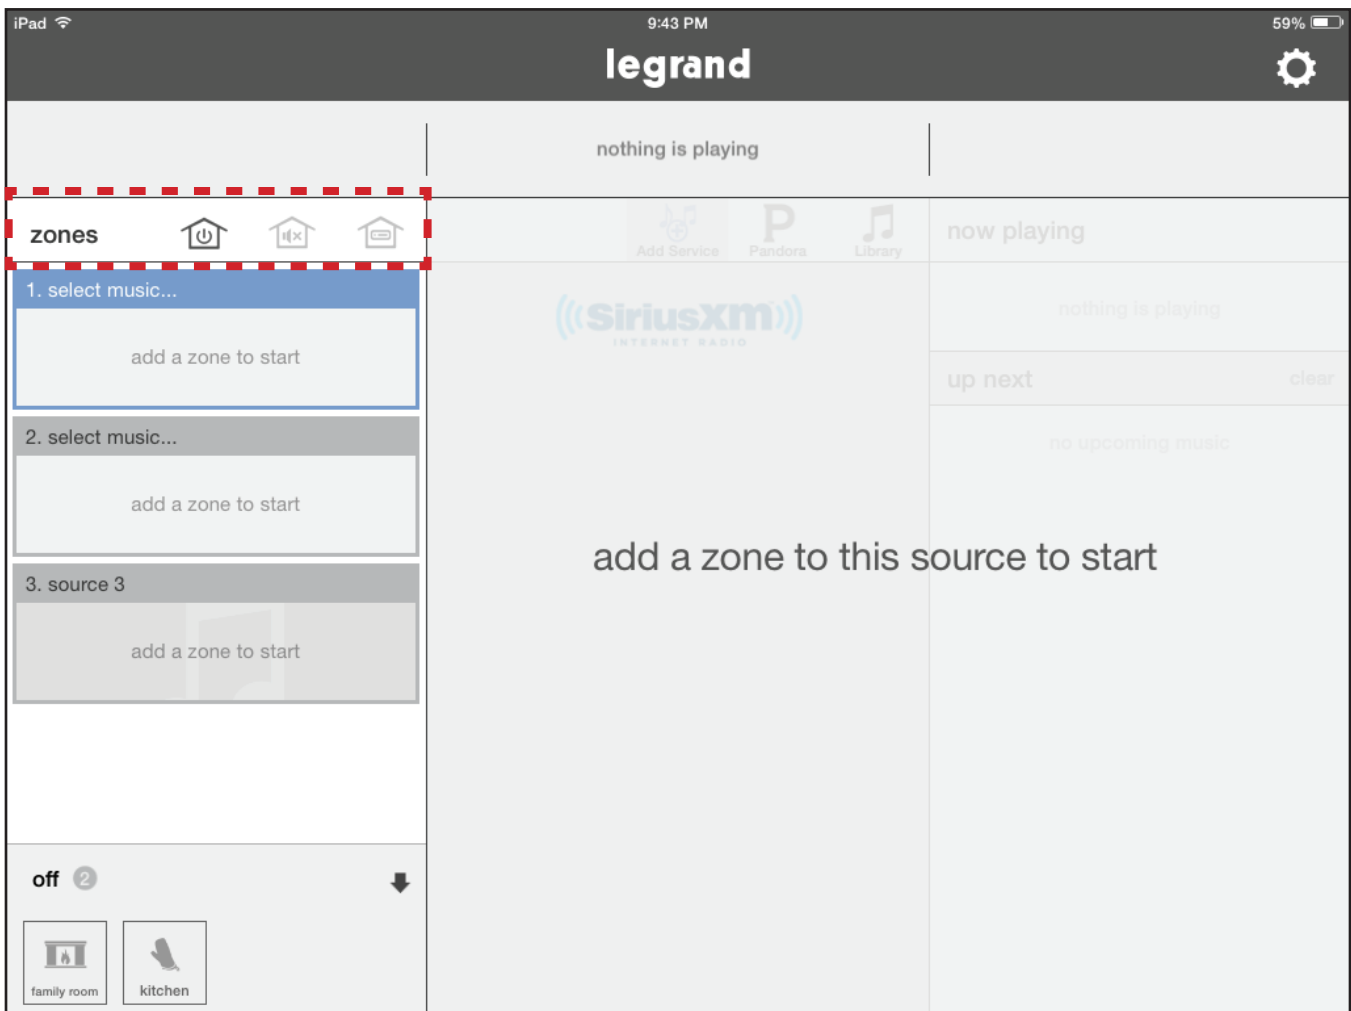 iPad
9:43 PM
59%
legrand
nothing is playing
zones
Add Service
Pandora
Library
now playing
1. select music...
add a zone to start
((SiriusXM))
INTERNET RADIO
nothing is playing
up next
clear
2. select music...
add a zone to start
no upcoming music
add a zone to this source to start
3. source 3
add a zone to start
off 2
family room
kitchen